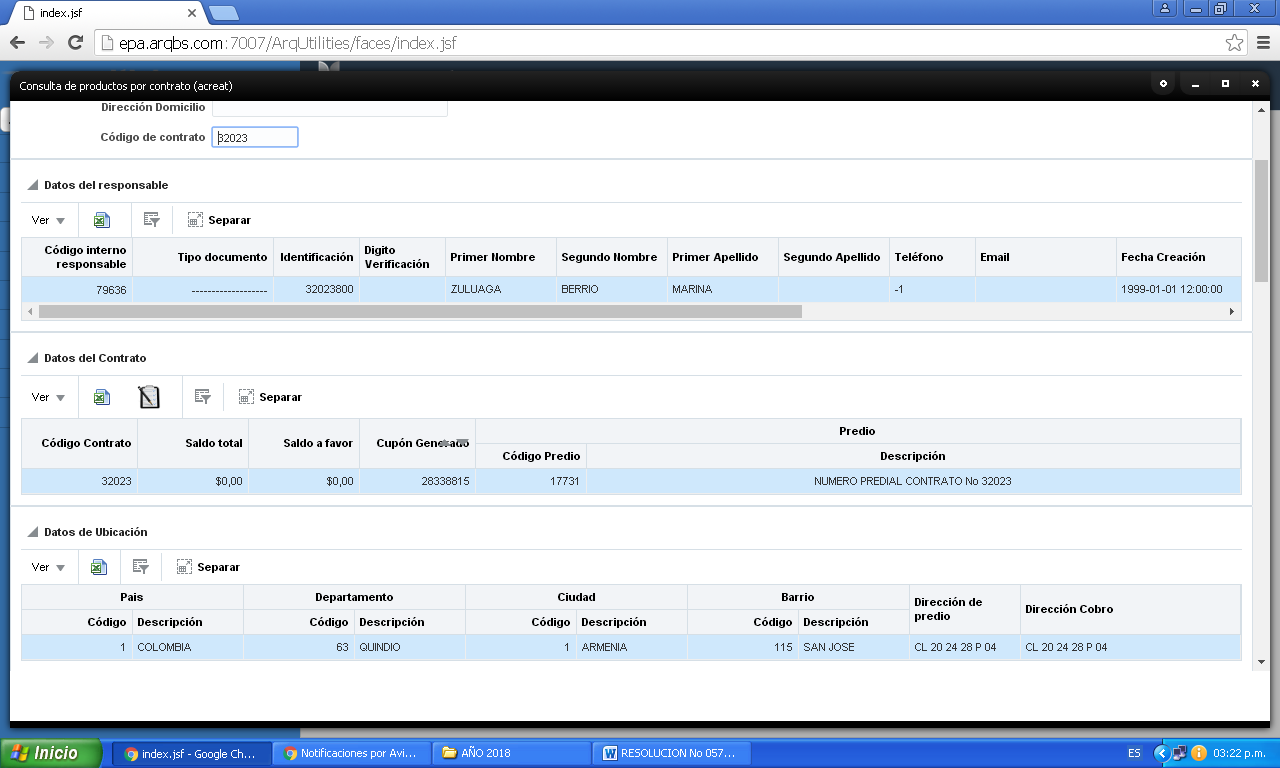 index.jsf
epa.arqbs.com:7007/ArqUtilities/faces/index.jsf
Consulta de productos por contrato (acreat)
Dirección Domicilio
Código de contrato 32023
Datos del responsable
Ver Separar
Código interno responsable Tipo documento Identificación Digito Verificación Primer Nombre Segundo Nombre Primer Apellido Segundo Apellido Teléfono Email Fecha Creación
79636 ------------------- 32023800 ZULUAGA BERRIO MARINA -1 1999-01-01 12:00:00
Datos del Contrato
Ver Separar
Predio
Código Contrato Saldo total Saldo a favor Cupón Generado
Código Predio Descripción
32023 $0,00 $0,00 28338815 17731 NUMERO PREDIAL CONTRATO No 32023
Datos de Ubicación
Ver Separar
Pais Departamento Ciudad Barrio Dirección de predio Dirección Cobro
Código Descripción Código Descripción Código Descripción Código Descripción
1 COLOMBIA 63 QUINDIO 1 ARMENIA 115 SAN JOSE CL 20 24 28 P 04 CL 20 24 28 P 04
Inicio index.jsf - Google Ch... Notificaciones por Avi... AÑO 2018 RESOLUCION No 057... ES 03:22 p.m.